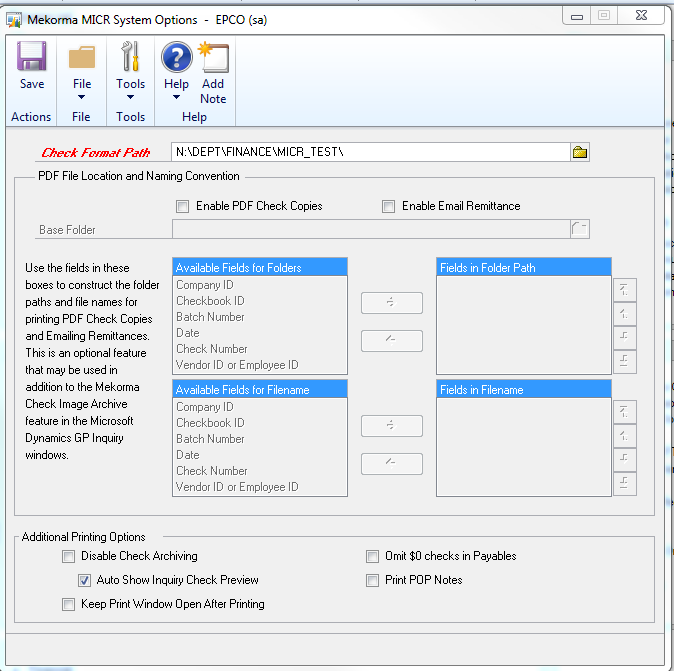 Mekorma MICR System Options - EPCO (sa)
Save
File
Tools
Help
Add
Note
Actions
File
Tools
Help
Check Format Path
N:\DEPT\FINANCE\MICR_TEST\
PDF File Location and Naming Convention
Enable PDF Check Copies
Enable Email Remittance
Base Folder
Use the fields in these
boxes to construct the folder
paths and file names for
printing PDF Check Copies
and Emailing Remittances.
This is an optional feature
that may be used in
addition to the Mekorma
Check Image Archive
feature in the Microsoft
Dynamics GP Inquiry
windows.
Available Fields for Folders
Company ID
Checkbook ID
Batch Number
Date
Check Number
Vendor ID or Employee ID
Fields in Folder Path
Available Fields for Filename
Company ID
Checkbook ID
Batch Number
Date
Check Number
Vendor ID or Employee ID
Fields in Filename
Additional Printing Options
Disable Check Archiving
Omit $0 checks in Payables
Auto Show Inquiry Check Preview
Print POP Notes
Keep Print Window Open After Printing